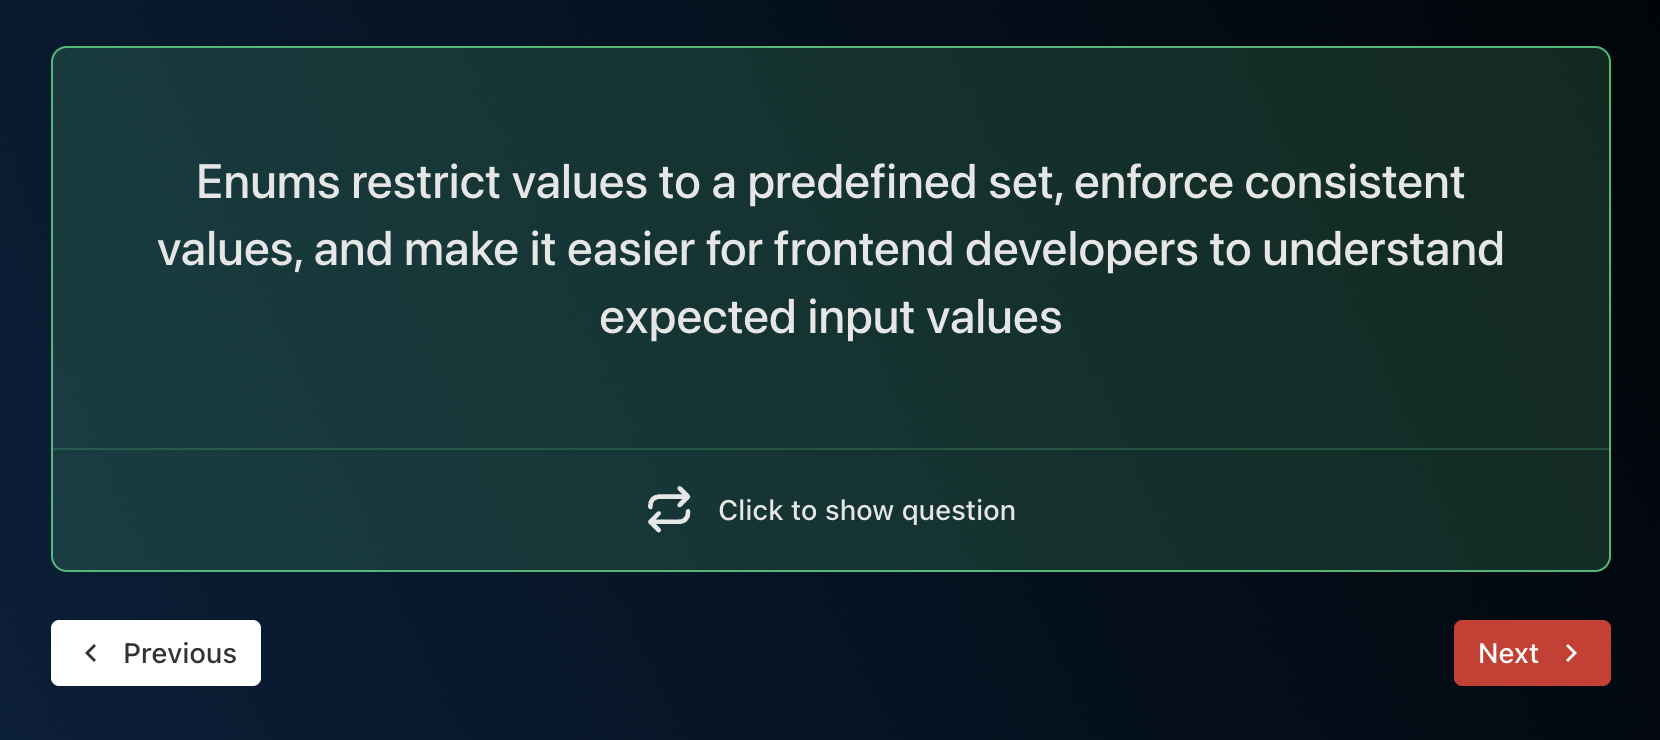 Enums restrict values to a predefined set, enforce consistent
values, and make it easier for frontend developers to understand
expected input values
Click to show question
Previous
Next